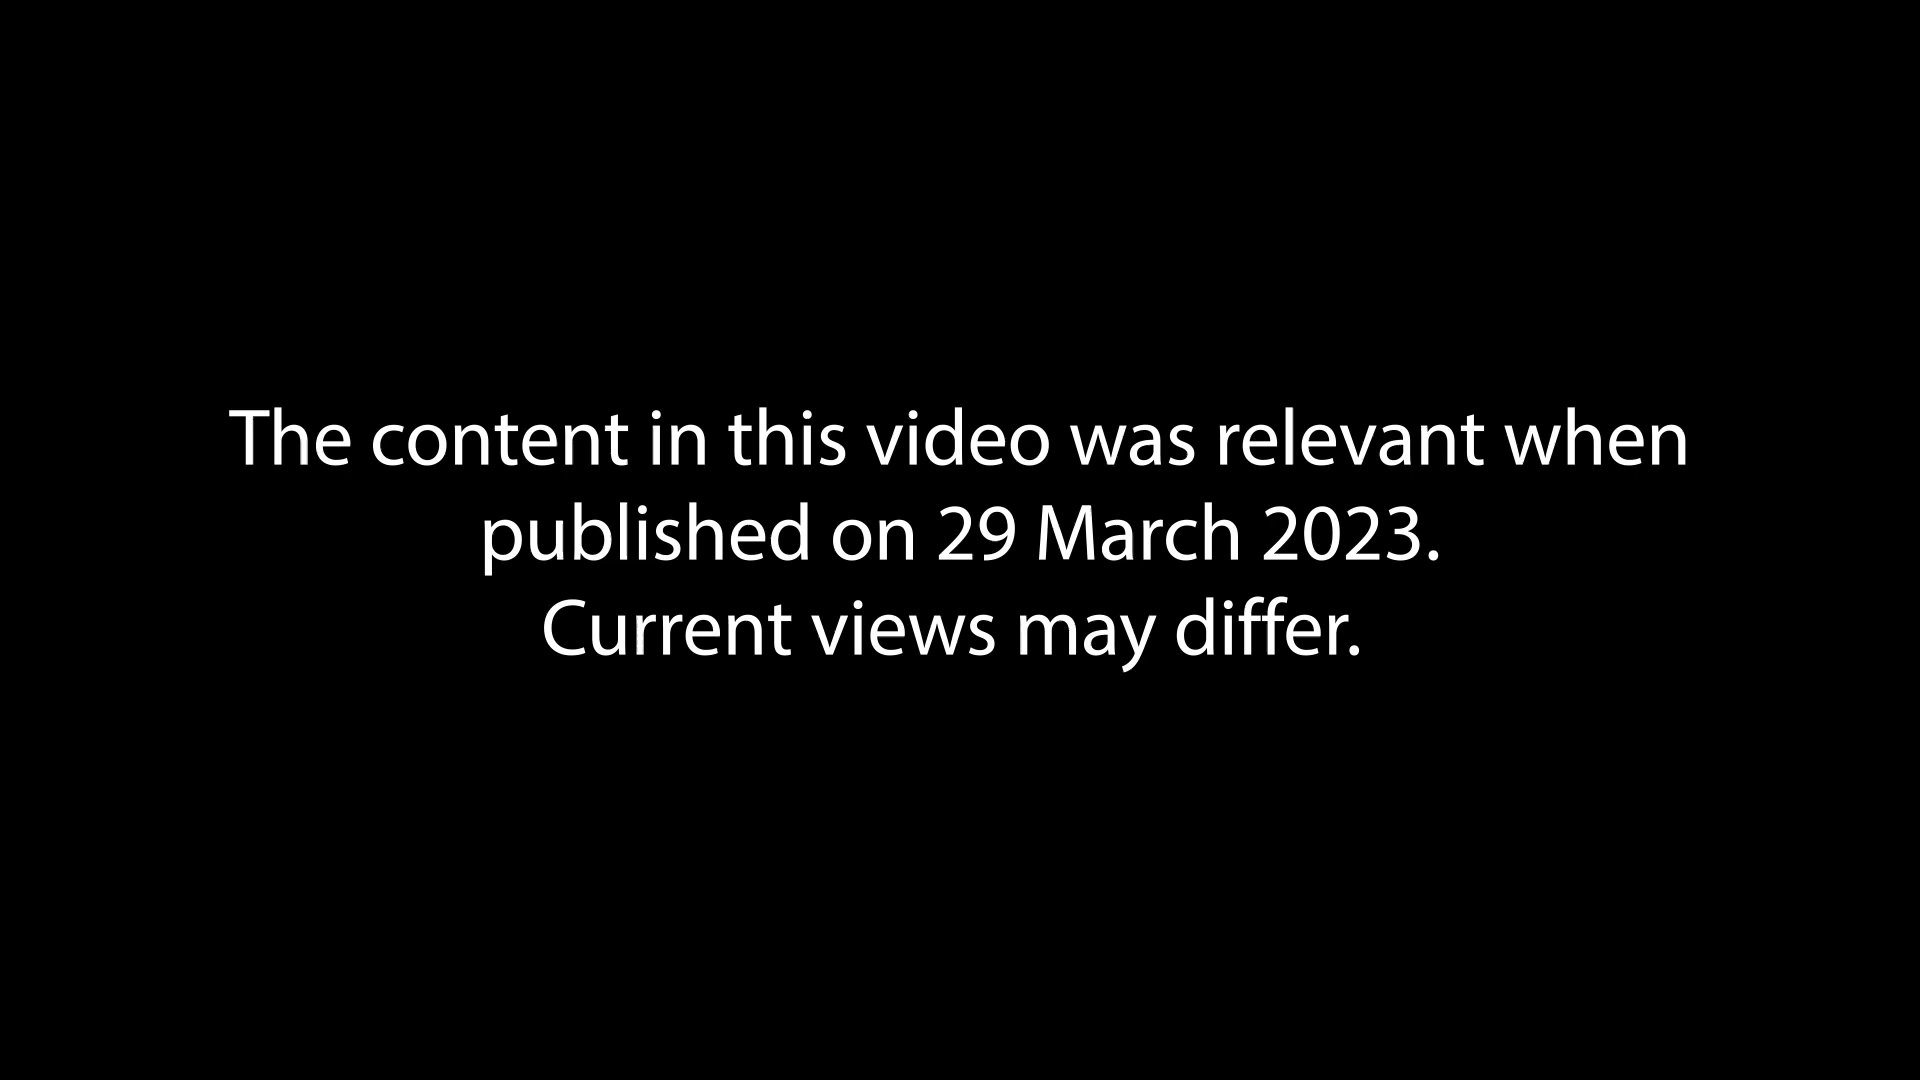 The content in this video was relevant when
published on 29 March 2023.
Current views may differ.